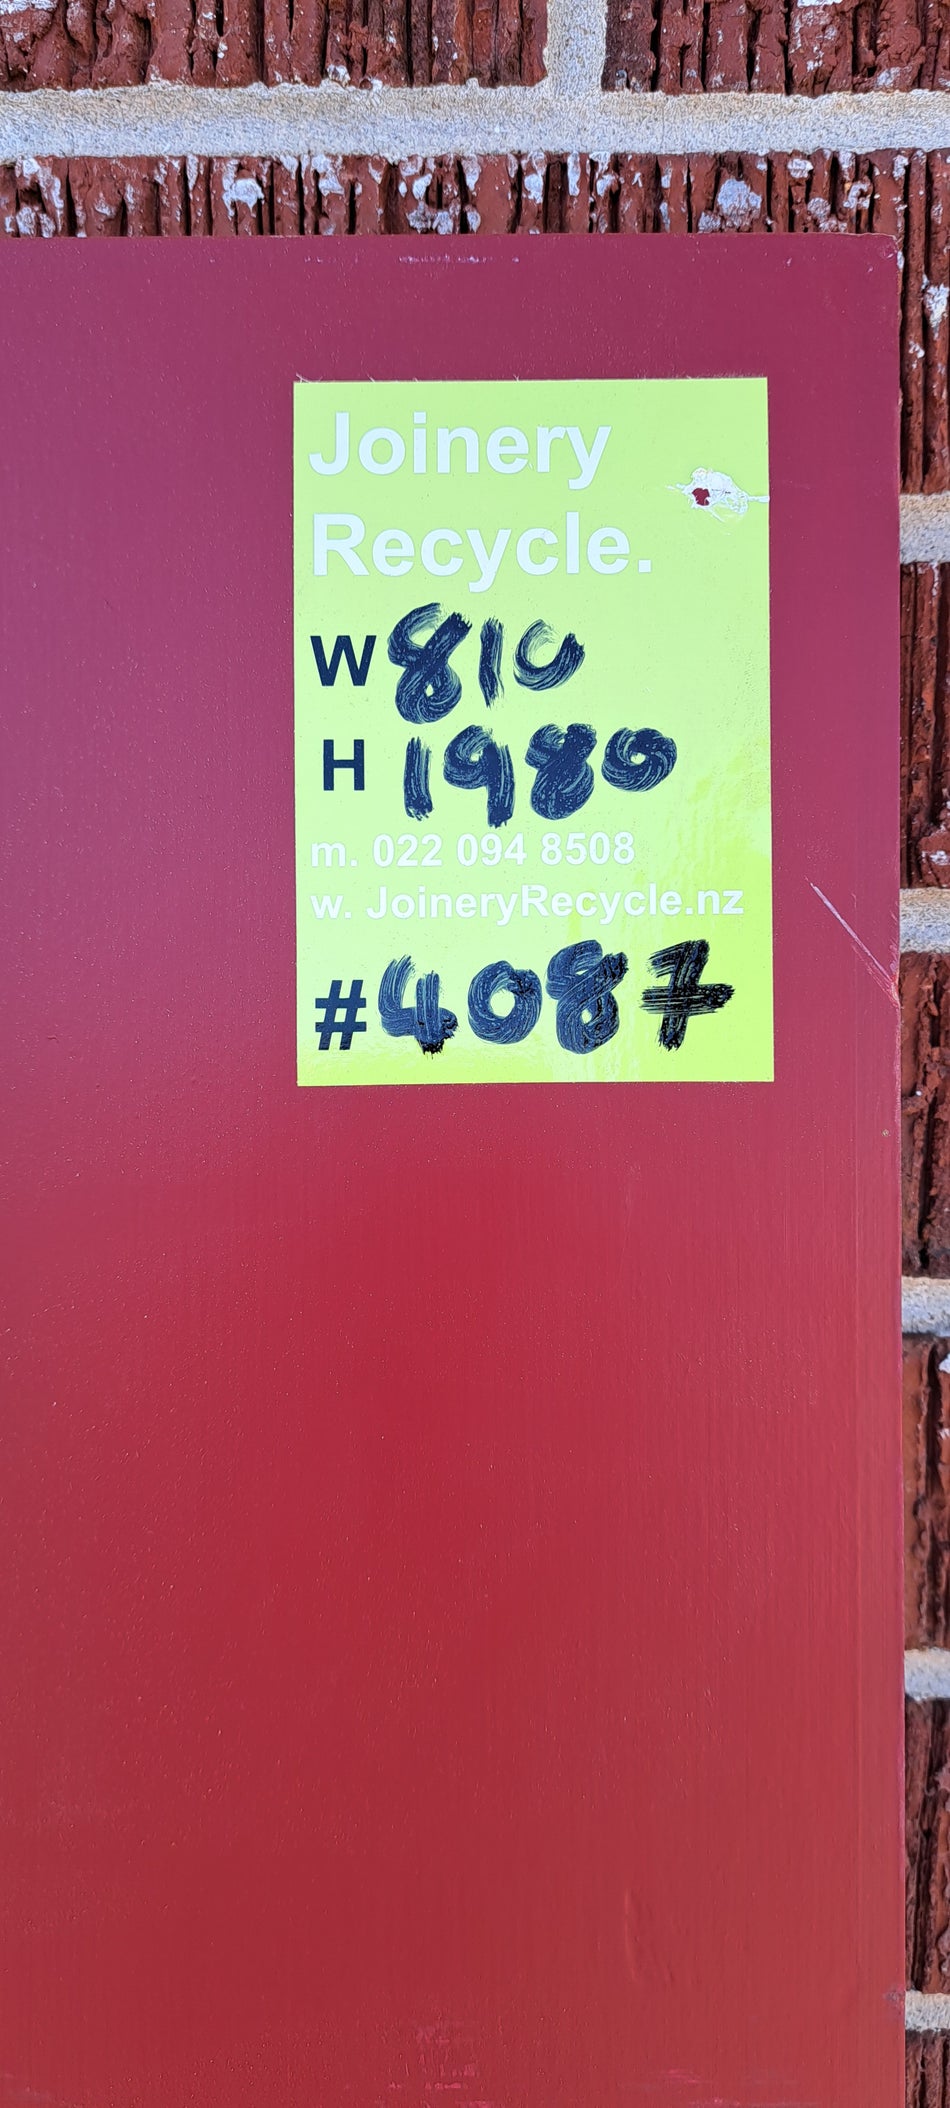 Joinery
Recycle.
W 810
H 1980
m. 022 094 8508
w. JoineryRecycle.nz
#4087